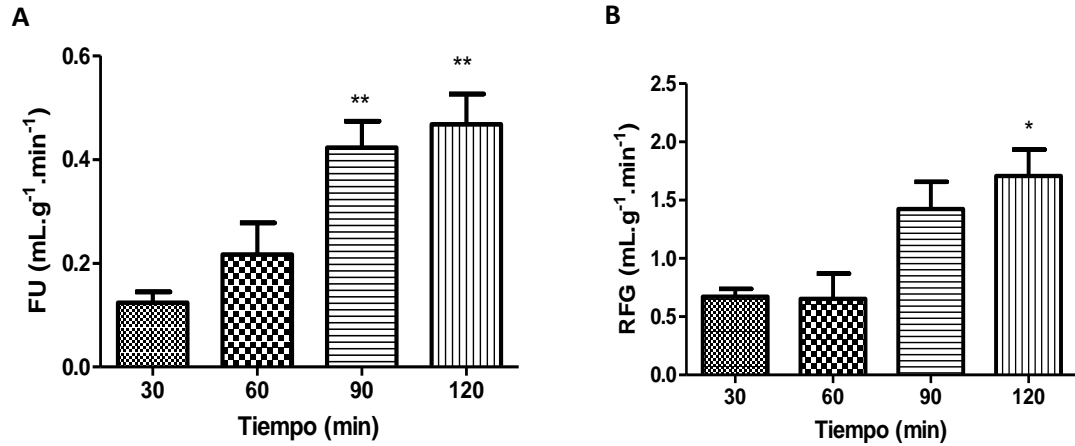 A
FU (mL.g⁻¹.min⁻¹)
0.6
0.4
0.2
0.0
**
**
30 60 90 120
Tiempo (min)
B
RFG (mL.g⁻¹.min⁻¹)
2.5
2.0
1.5
1.0
0.5
0.0
*
30 60 90 120
Tiempo (min)